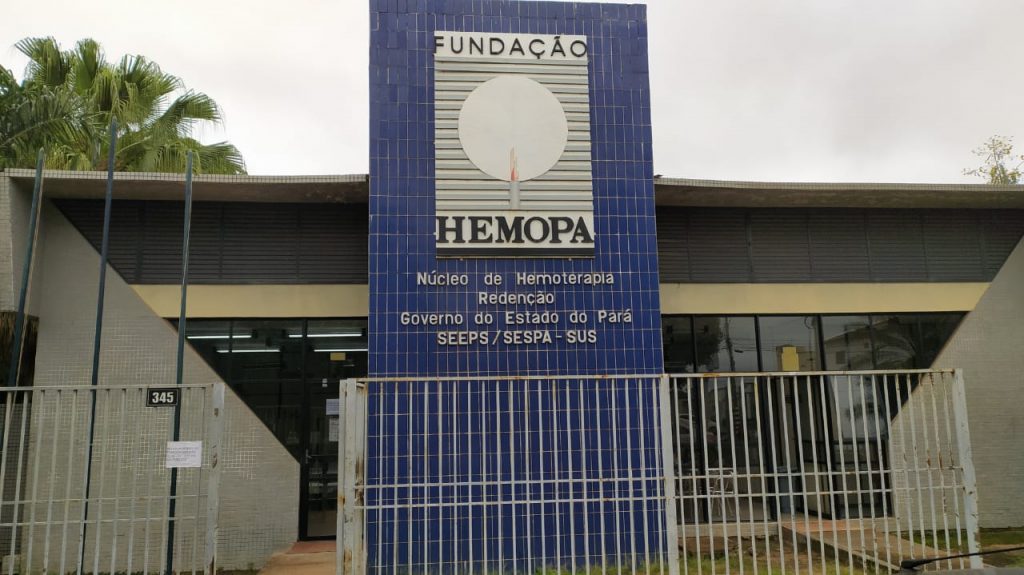 FUNDAÇÃO
HEMOPA
Núcleo de Hemoterapia
Redenção
Governo do Estado do Pará
SEEPS/SESPA-SUS
345